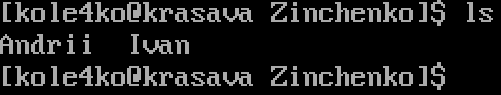 [kole4ko@krasava Zinchenko]$ ls
Andrii  Ivan
[kole4ko@krasava Zinchenko]$